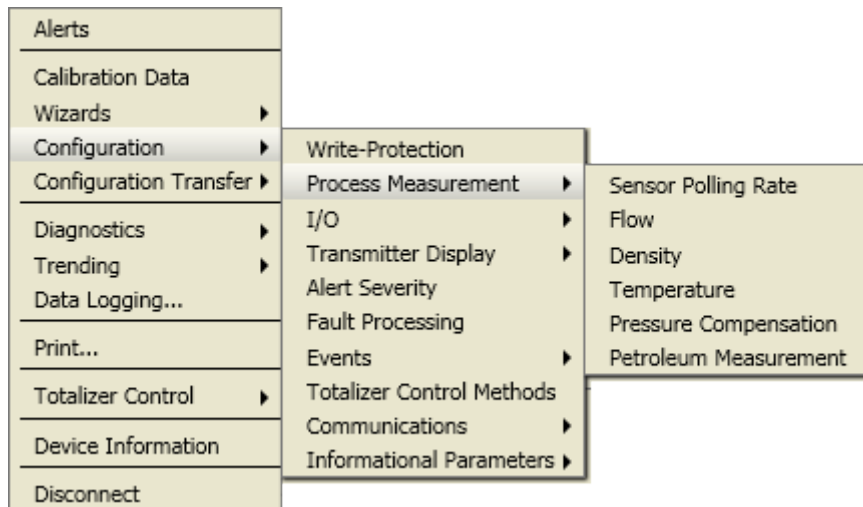 Alerts
Calibration Data
Wizards
Configuration
Configuration Transfer
Diagnostics
Trending
Data Logging...
Print...
Totalizer Control
Device Information
Disconnect
Write-Protection
Process Measurement
I/O
Transmitter Display
Alert Severity
Fault Processing
Events
Totalizer Control Methods
Communications
Informational Parameters
Sensor Polling Rate
Flow
Density
Temperature
Pressure Compensation
Petroleum Measurement